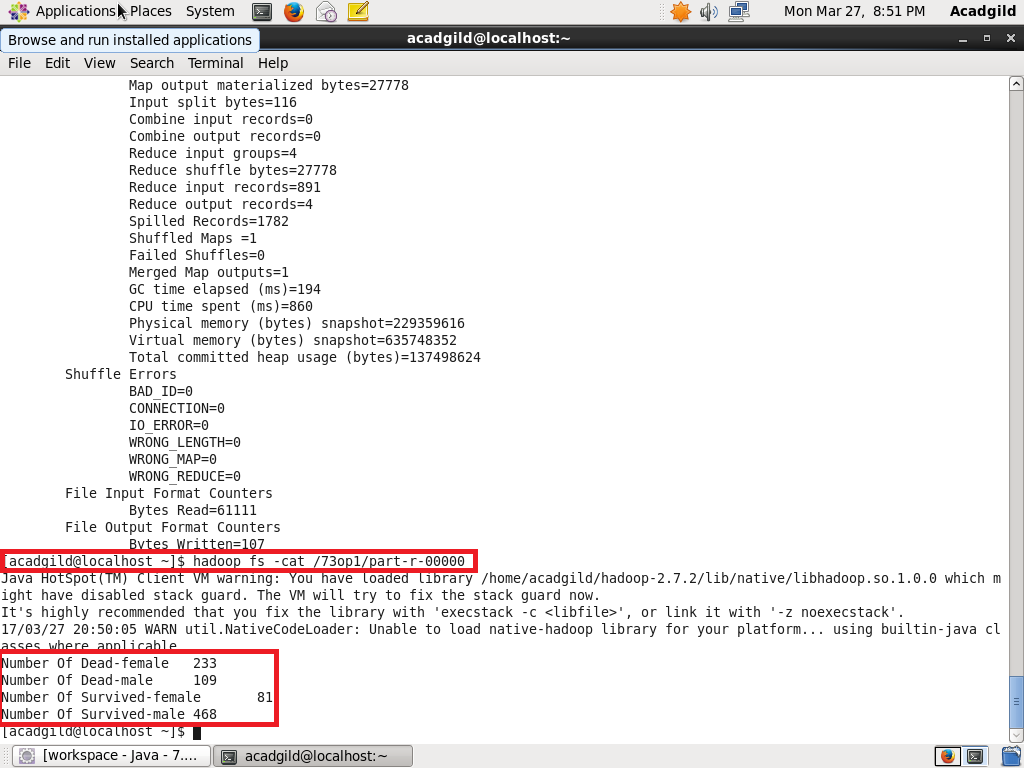 Applications Places System Mon Mar 27, 8:51 PM Acadgild
Browse and run installed applications
acadgild@localhost:~
File Edit View Search Terminal Help
Map output materialized bytes=27778
Input split bytes=116
Combine input records=0
Combine output records=0
Reduce input groups=4
Reduce shuffle bytes=27778
Reduce input records=891
Reduce output records=4
Spilled Records=1782
Shuffled Maps =1
Failed Shuffles=0
Merged Map outputs=1
GC time elapsed (ms)=194
CPU time spent (ms)=860
Physical memory (bytes) snapshot=229359616
Virtual memory (bytes) snapshot=635748352
Total committed heap usage (bytes)=137498624
Shuffle Errors
BAD_ID=0
CONNECTION=0
IO_ERROR=0
WRONG_LENGTH=0
WRONG_MAP=0
WRONG_REDUCE=0
File Input Format Counters
Bytes Read=61111
File Output Format Counters
Bytes Written=107
[acadgild@localhost ~]$ hadoop fs -cat /73op1/part-r-00000
Java HotSpot(TM) Client VM warning: You have loaded library /home/acadgild/hadoop-2.7.2/lib/native/libhadoop.so.1.0.0 which m
ight have disabled stack guard. The VM will try to fix the stack guard now.
It's highly recommended that you fix the library with 'execstack -c <libfile>', or link it with '-z noexecstack'.
17/03/27 20:50:05 WARN util.NativeCodeLoader: Unable to load native-hadoop library for your platform... using builtin-java cl
asses where applicable
Number Of Dead-female 233
Number Of Dead-male 109
Number Of Survived-female 81
Number Of Survived-male 468
[acadgild@localhost ~]$
[workspace - Java - 7.... acadgild@localhost:~